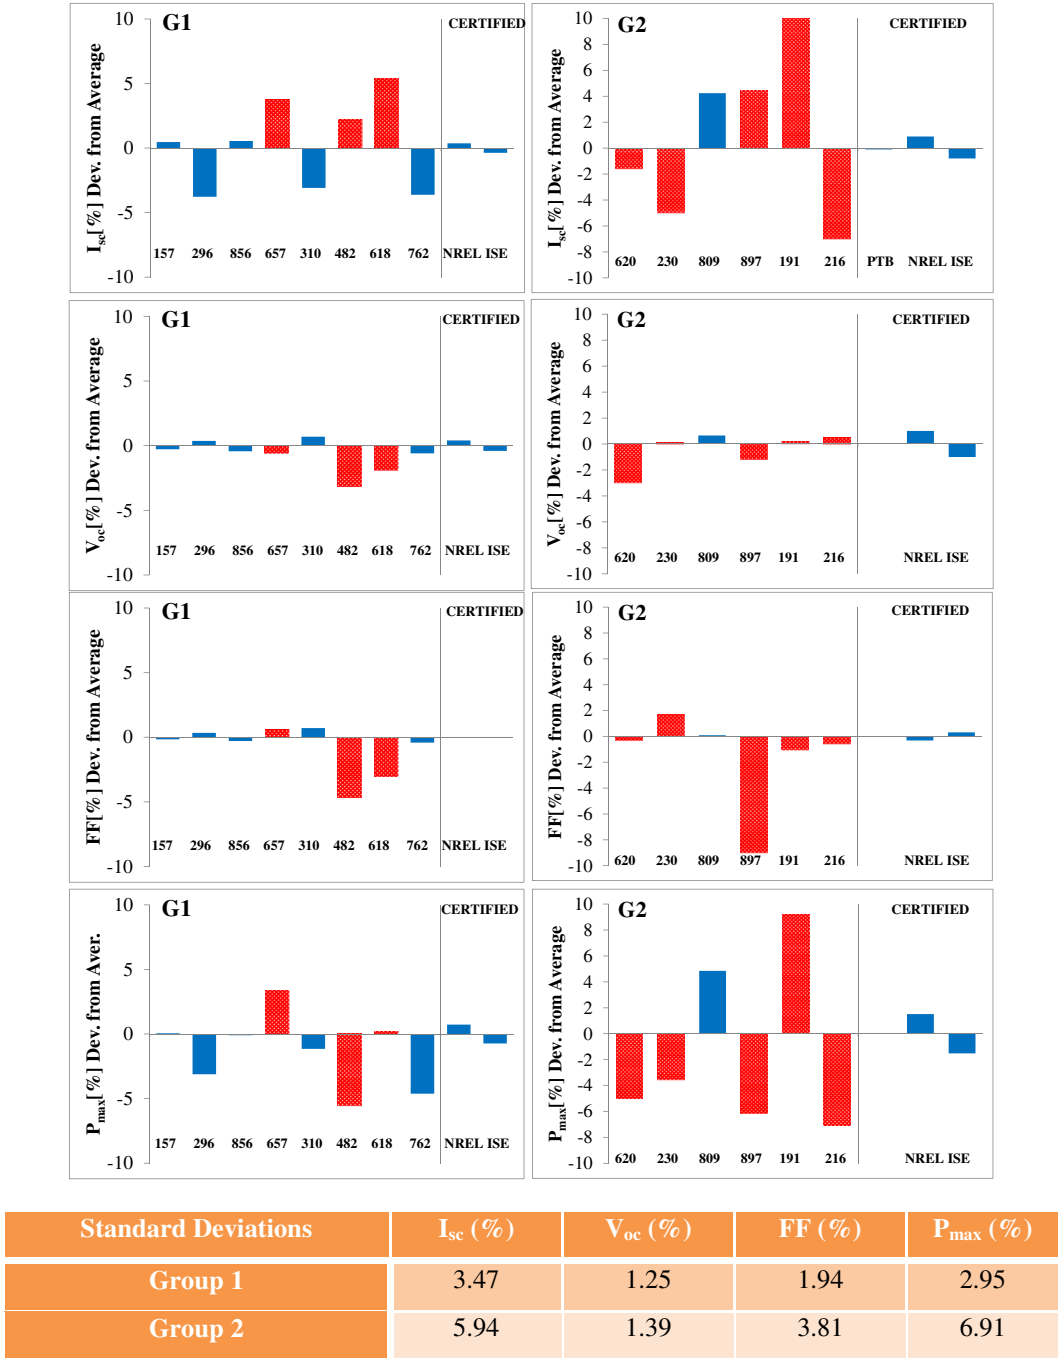 G1
CERTIFIED
I_sc[%] Dev. from Average
10
5
0
-5
-10
157 296 856 657 310 482 618 762 NREL ISE
G2
CERTIFIED
I_sc[%] Dev. from Average
10
8
6
4
2
0
-2
-4
-6
-8
-10
620 230 809 897 191 216 PTB NREL ISE
G1
CERTIFIED
V_oc[%] Dev. from Average
10
5
0
-5
-10
157 296 856 657 310 482 618 762 NREL ISE
G2
CERTIFIED
V_oc[%] Dev. from Average
10
8
6
4
2
0
-2
-4
-6
-8
-10
620 230 809 897 191 216 NREL ISE
G1
CERTIFIED
FF[%] Dev. from Average
10
5
0
-5
-10
157 296 856 657 310 482 618 762 NREL ISE
G2
CERTIFIED
FF[%] Dev. from Average
10
8
6
4
2
0
-2
-4
-6
-8
-10
620 230 809 897 191 216 NREL ISE
G1
CERTIFIED
P_max[%] Dev. from Aver.
10
5
0
-5
-10
157 296 856 657 310 482 618 762 NREL ISE
G2
CERTIFIED
P_max[%] Dev. from Average
10
8
6
4
2
0
-2
-4
-6
-8
-10
620 230 809 897 191 216 NREL ISE
Standard Deviations I_sc (%) V_oc (%) FF (%) P_max (%)
Group 1 3.47 1.25 1.94 2.95
Group 2 5.94 1.39 3.81 6.91